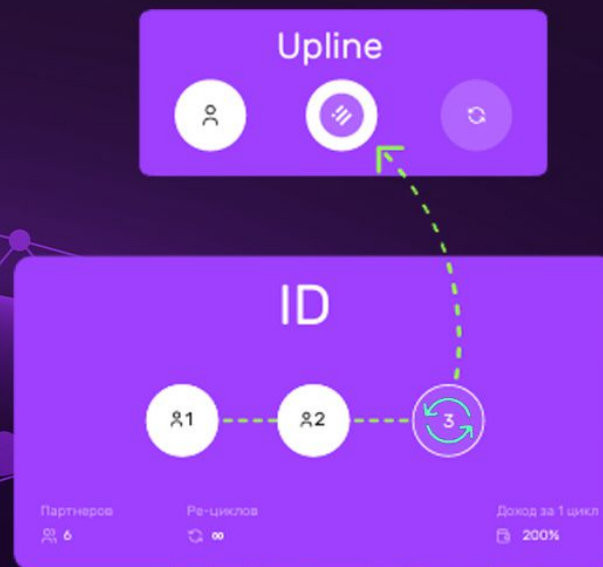 Upline
ID
1
2
3
Партнеров
Ре-циклов
Доход за 1 цикл
6
∞
200%